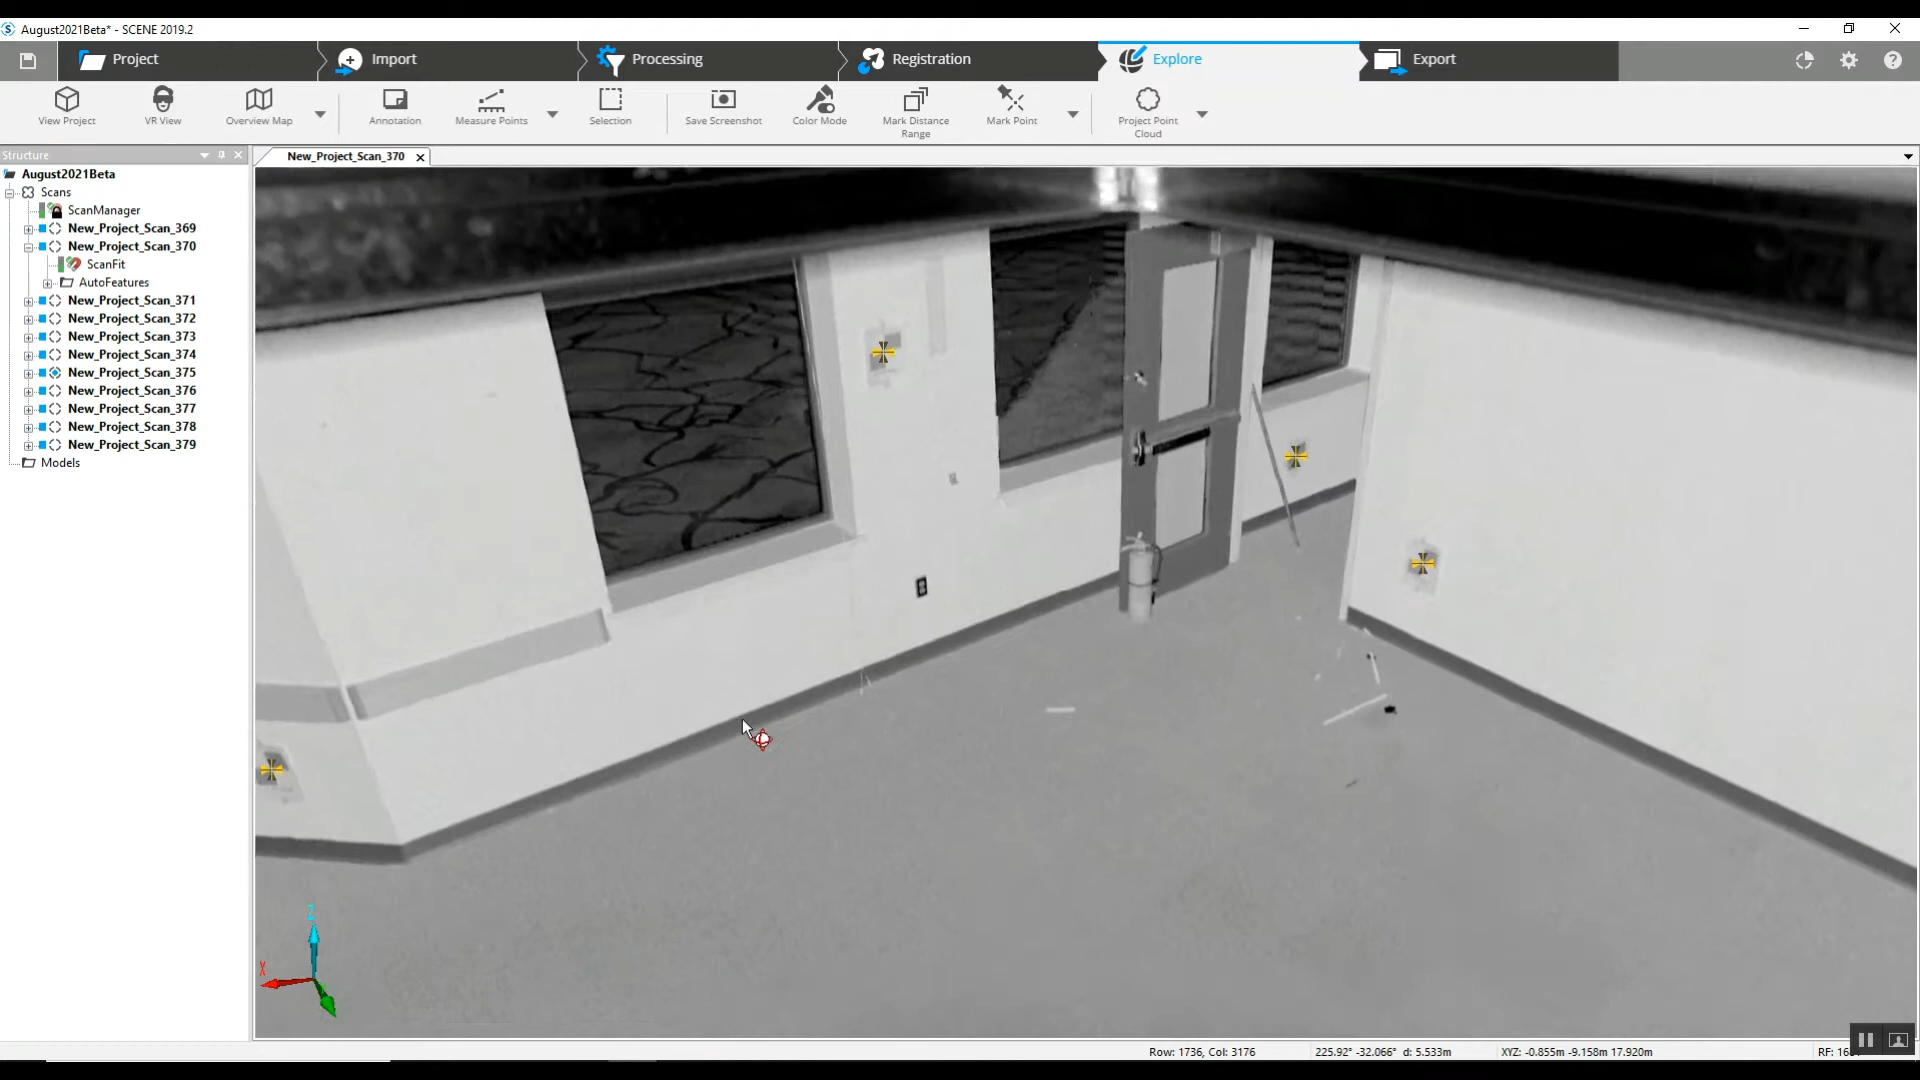 August2021Beta* - SCENE 2019.2
Project
Import
Processing
Registration
Explore
Export
View Project
VR View
Overview Map
Annotation
Measure Points
Selection
Save Screenshot
Color Mode
Mark Distance
Range
Mark Point
Project Point
Cloud
Structure
New_Project_Scan_370
August2021Beta
Scans
ScanManager
New_Project_Scan_369
New_Project_Scan_370
ScanFit
AutoFeatures
New_Project_Scan_371
New_Project_Scan_372
New_Project_Scan_373
New_Project_Scan_374
New_Project_Scan_375
New_Project_Scan_376
New_Project_Scan_377
New_Project_Scan_378
New_Project_Scan_379
Models
Z
X
Row: 1736, Col: 3176 225.92° -32.066° d: 5.533m XYZ: -0.855m -9.158m 17.920m RF: